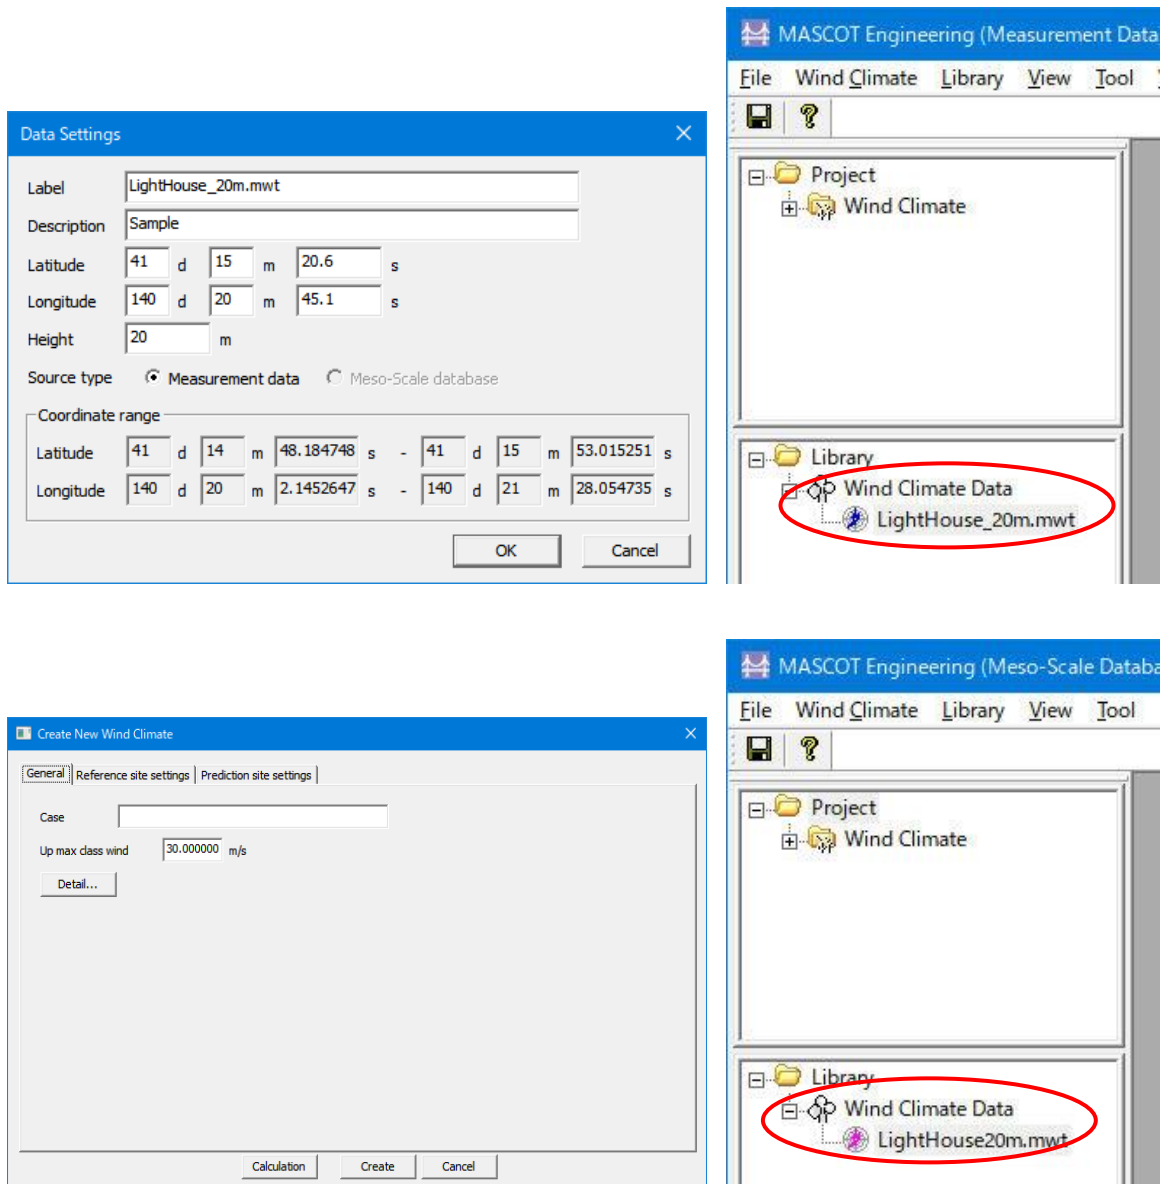 MASCOT Engineering (Measurement Data
File Wind Climate Library View Tool
Project
Wind Climate
Library
Wind Climate Data
LightHouse_20m.mwt
Data Settings
Label LightHouse_20m.mwt
Description Sample
Latitude 41 d 15 m 20.6 s
Longitude 140 d 20 m 45.1 s
Height 20 m
Source type Measurement data Meso-Scale database
Coordinate range
Latitude 41 d 14 m 48.184748 s - 41 d 15 m 53.015251 s
Longitude 140 d 20 m 2.1452647 s - 140 d 21 m 28.054735 s
OK Cancel
MASCOT Engineering (Meso-Scale Databa
File Wind Climate Library View Tool
Project
Wind Climate
Library
Wind Climate Data
LightHouse20m.mwt
Create New Wind Climate
General Reference site settings Prediction site settings
Case
Up max class wind 30.000000 m/s
Detail...
Calculation Create Cancel